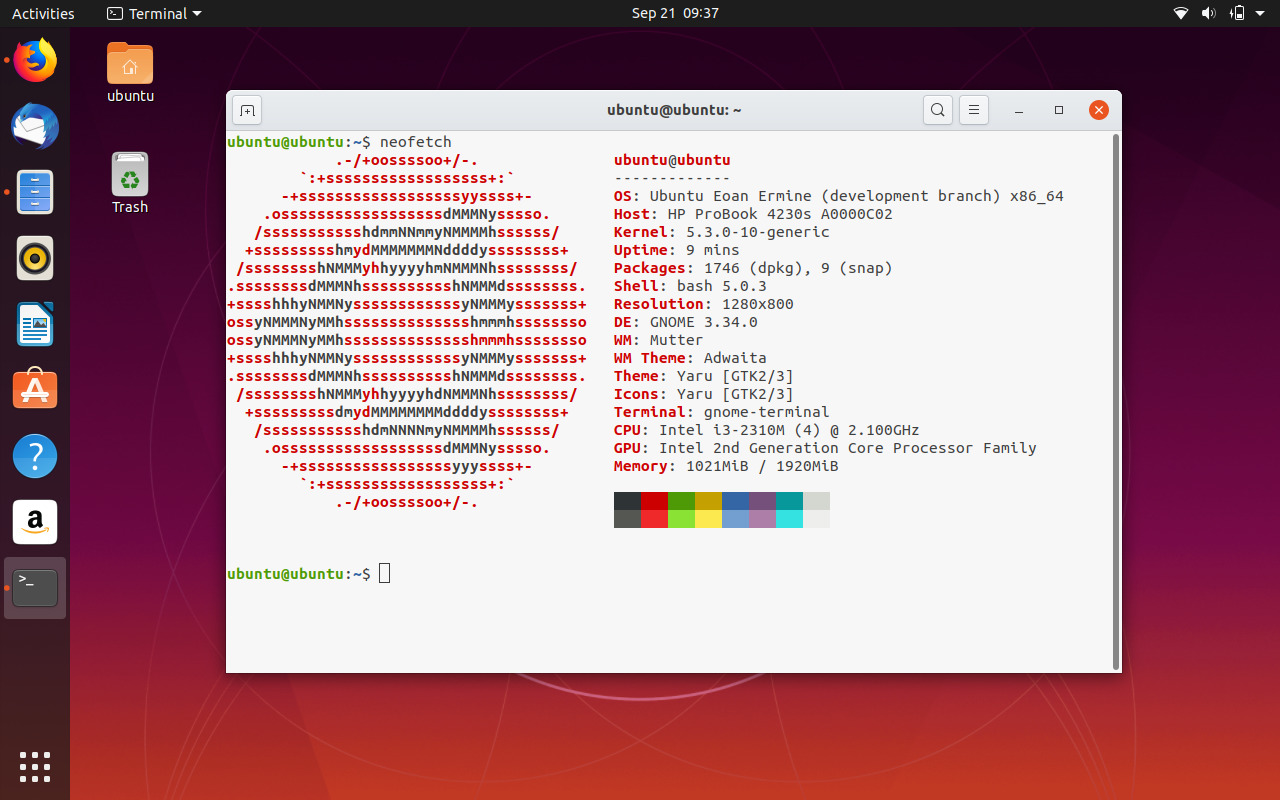 Activities
Terminal
Sep 21 09:37
ubuntu
Trash
ubuntu@ubuntu: ~
ubuntu@ubuntu:~$ neofetch
            .-/+oossssoo+/-.               ubuntu@ubuntu
        `:+ssssssssssssssssss+:`           -------------
      -+ssssssssssssssssssyyssss+-         OS: Ubuntu Eoan Ermine (development branch) x86_64
    .ossssssssssssssssssdMMMNysssso.       Host: HP ProBook 4230s A0000C02
   /ssssssssssshdmmNNmmyNMMMMhssssss/      Kernel: 5.3.0-10-generic
  +ssssssssshmydMMMMMMMNddddyssssssss+     Uptime: 9 mins
 /sssssssshNMMMyhhyyyyhmNMMMNhssssssss/    Packages: 1746 (dpkg), 9 (snap)
.ssssssssdMMMNhsssssssssshNMMMdssssssss.   Shell: bash 5.0.3
+sssshhhyNMMNyssssssssssssyNMMMysssssss+   Resolution: 1280x800
ossyNMMMNyMMhsssssssssssssshmmmhssssssso   DE: GNOME 3.34.0
ossyNMMMNyMMhsssssssssssssshmmmhssssssso   WM: Mutter
+sssshhhyNMMNyssssssssssssyNMMMysssssss+   WM Theme: Adwaita
.ssssssssdMMMNhsssssssssshNMMMdssssssss.   Theme: Yaru [GTK2/3]
 /sssssssshNMMMyhhyyyyhdNMMMNhssssssss/    Icons: Yaru [GTK2/3]
  +sssssssssdmydMMMMMMMMddddyssssssss+     Terminal: gnome-terminal
   /ssssssssssshdmNNNNmyNMMMMhssssss/      CPU: Intel i3-2310M (4) @ 2.100GHz
    .ossssssssssssssssssdMMMNysssso.       GPU: Intel 2nd Generation Core Processor Family
      -+sssssssssssssssssyyyssss+-         Memory: 1021MiB / 1920MiB
        `:+ssssssssssssssssss+:`
            .-/+oossssoo+/-.
ubuntu@ubuntu:~$